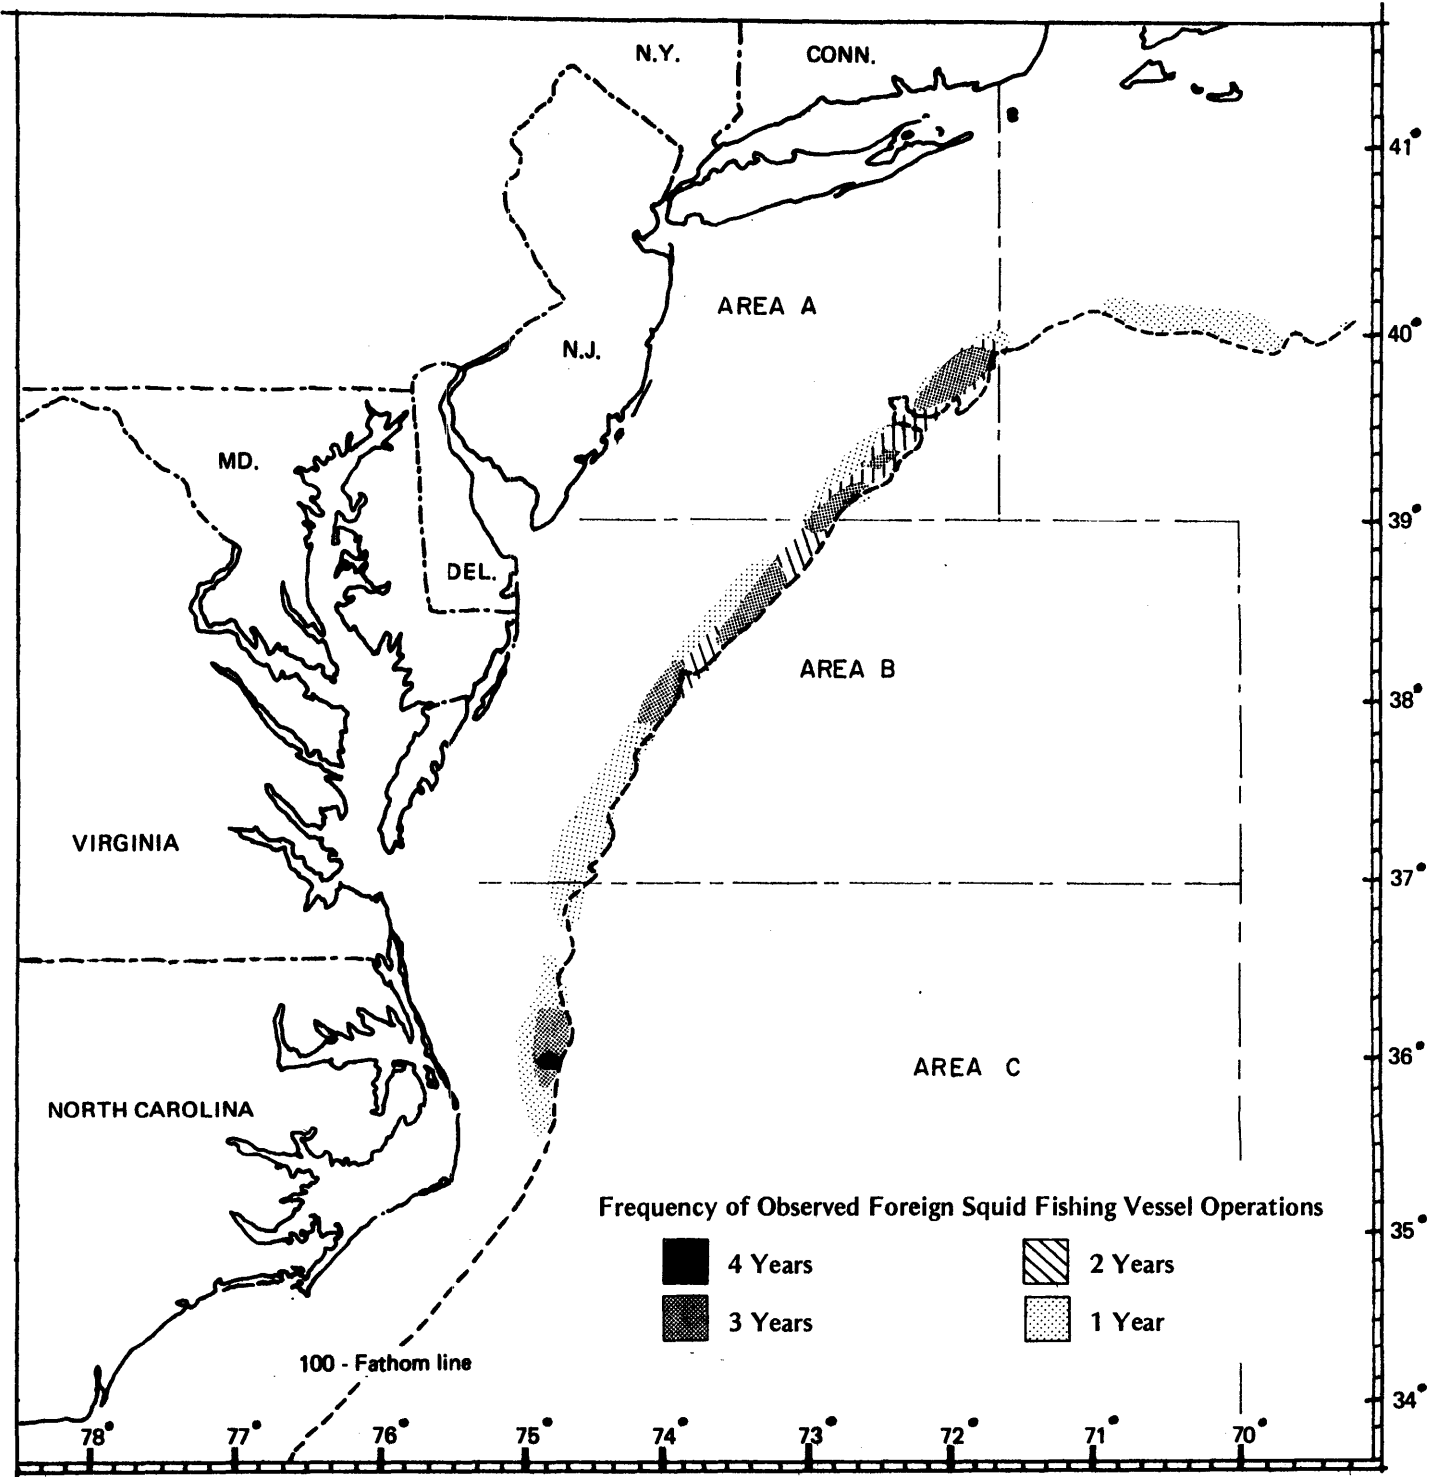 N.Y.
CONN.
41°
AREA A
40°
N.J.
MD.
39°
DEL.
AREA B
38°
VIRGINIA
37°
36°
AREA C
NORTH CAROLINA
Frequency of Observed Foreign Squid Fishing Vessel Operations
4 Years
2 Years
35°
3 Years
1 Year
100 - Fathom line
34°
78° 77° 76° 75° 74° 73° 72° 71° 70°